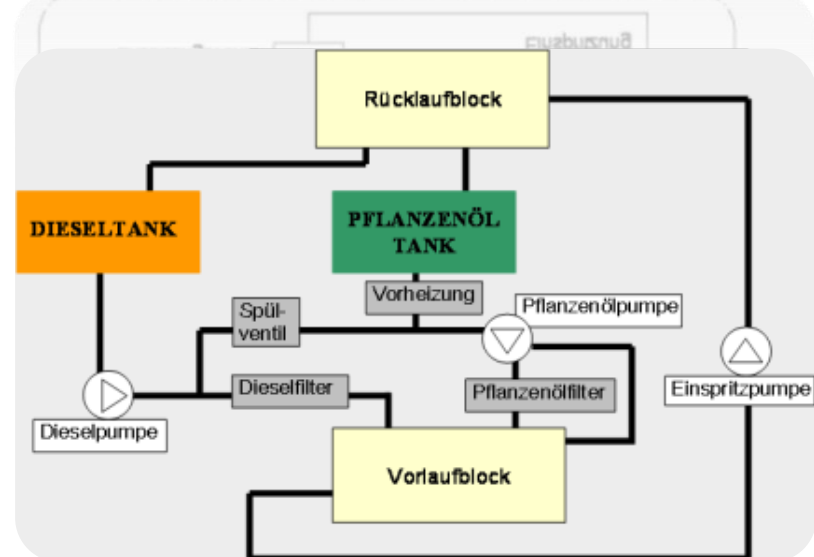 Rücklaufblock
DIESELTANK
PFLANZENÖL
TANK
Vorheizung
Spül-
ventil
Pflanzenölpumpe
Dieselfilter
Pflanzenölfilter
Einspritzpumpe
Dieselpumpe
Vorlaufblock